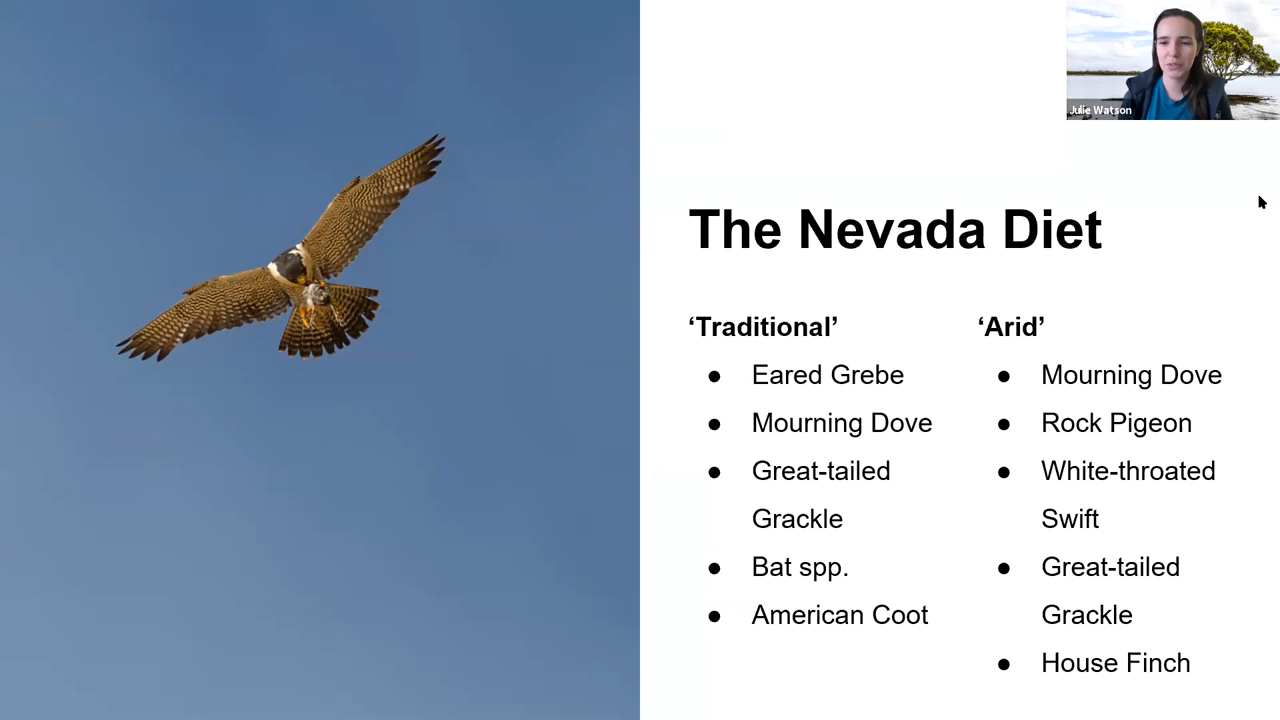 Julie Watson
The Nevada Diet
‘Traditional’
● Eared Grebe
● Mourning Dove
● Great-tailed
Grackle
● Bat spp.
● American Coot
‘Arid’
● Mourning Dove
● Rock Pigeon
● White-throated
Swift
● Great-tailed
Grackle
● House Finch